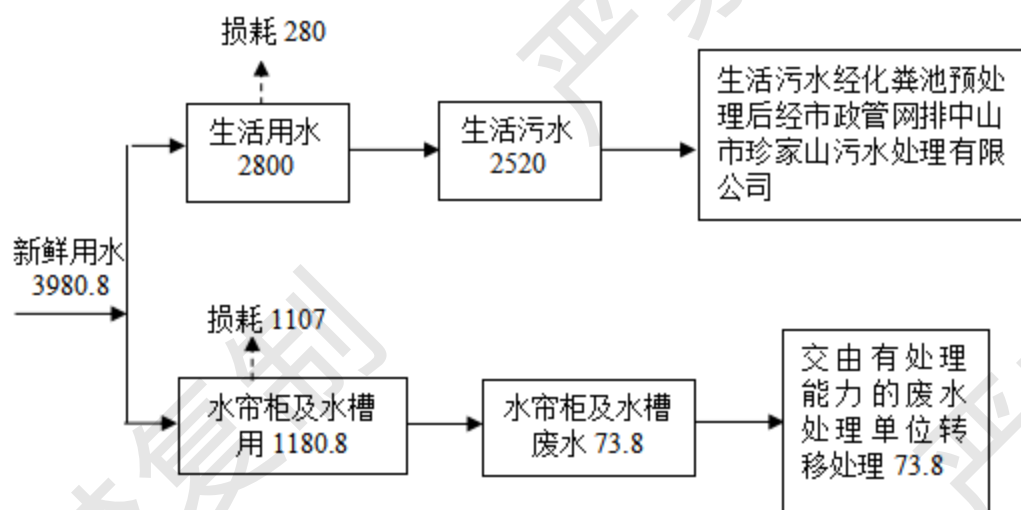 损耗 280
生活用水
2800
生活污水
2520
生活污水经化粪池预处
理后经市政管网排中山
市珍家山污水处理有限
公司
新鲜用水
3980.8
损耗 1107
水帘柜及水槽
用 1180.8
水帘柜及水槽
废水 73.8
交由有处理
能力的废水
处理单位转
移处理 73.8
复制
严